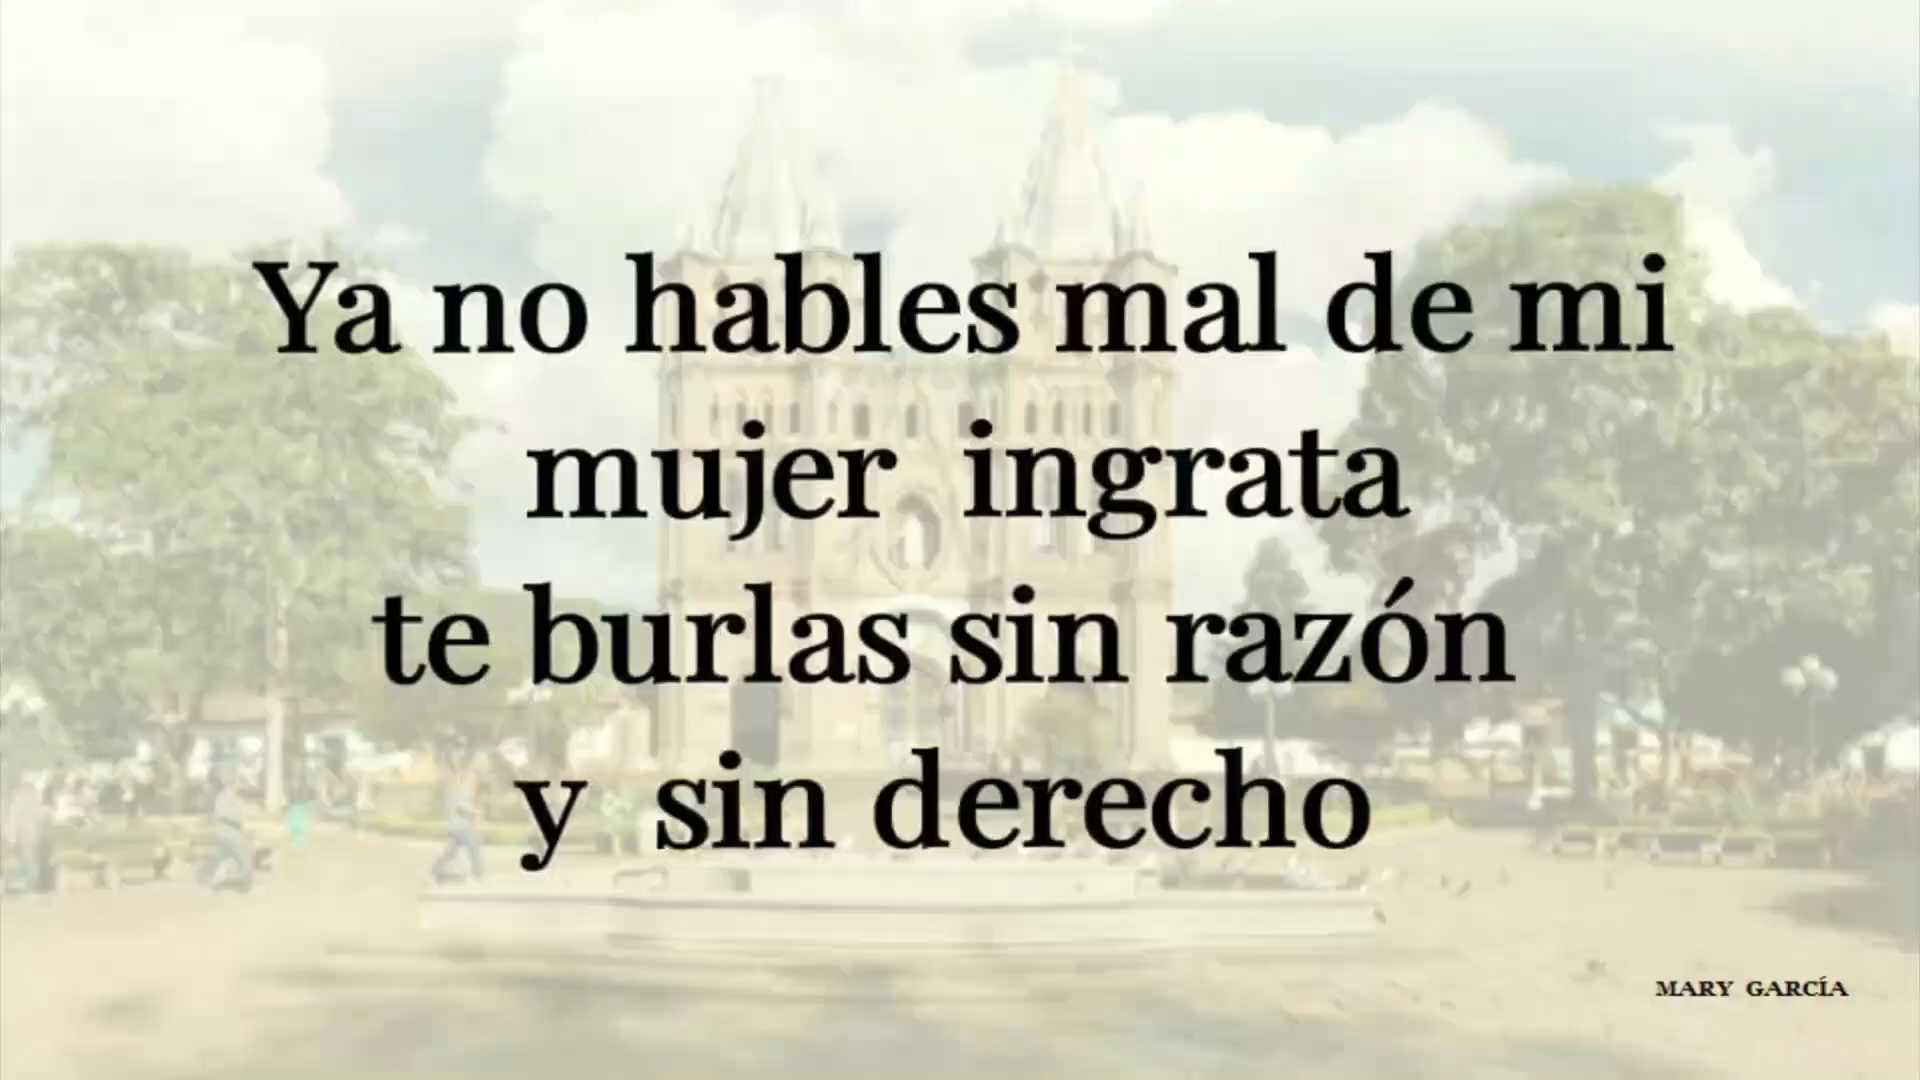 Ya no hables mal de mi
mujer ingrata
te burlas sin razón
y sin derecho
MARY GARCÍA